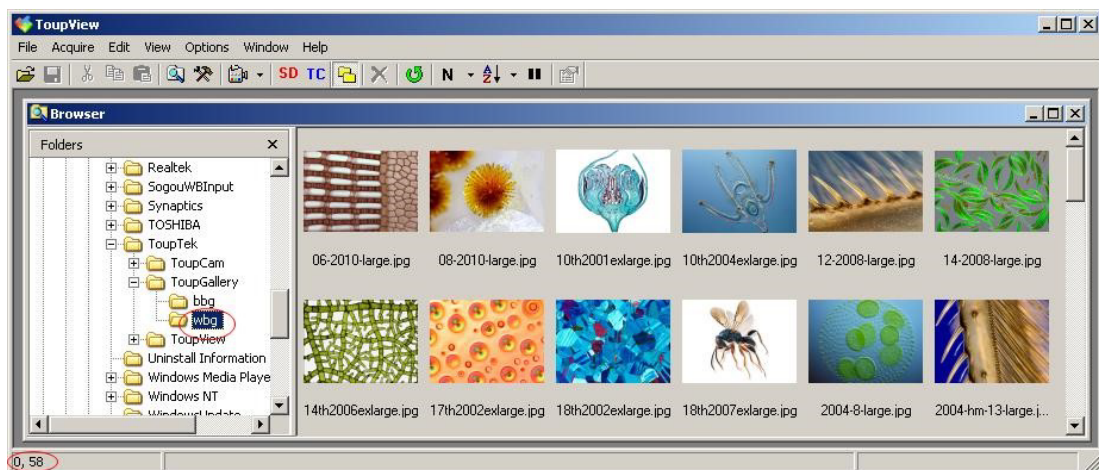 ToupView
File Acquire Edit View Options Window Help
SD TC N
Browser
Folders
Realtek
SogouWBInput
Synaptics
TOSHIBA
ToupTek
ToupCam
ToupGallery
bbg
wbg
ToupView
Uninstall Information
Windows Media Playe
Windows NT
WindowsUpdate
06-2010-large.jpg 08-2010-large.jpg 10th2001exlarge.jpg 10th2004exlarge.jpg 12-2008-large.jpg 14-2008-large.jpg
14th2006exlarge.jpg 17th2002exlarge.jpg 18th2002exlarge.jpg 18th2007exlarge.jpg 2004-8-large.jpg 2004-hm-13-large.j...
0, 58